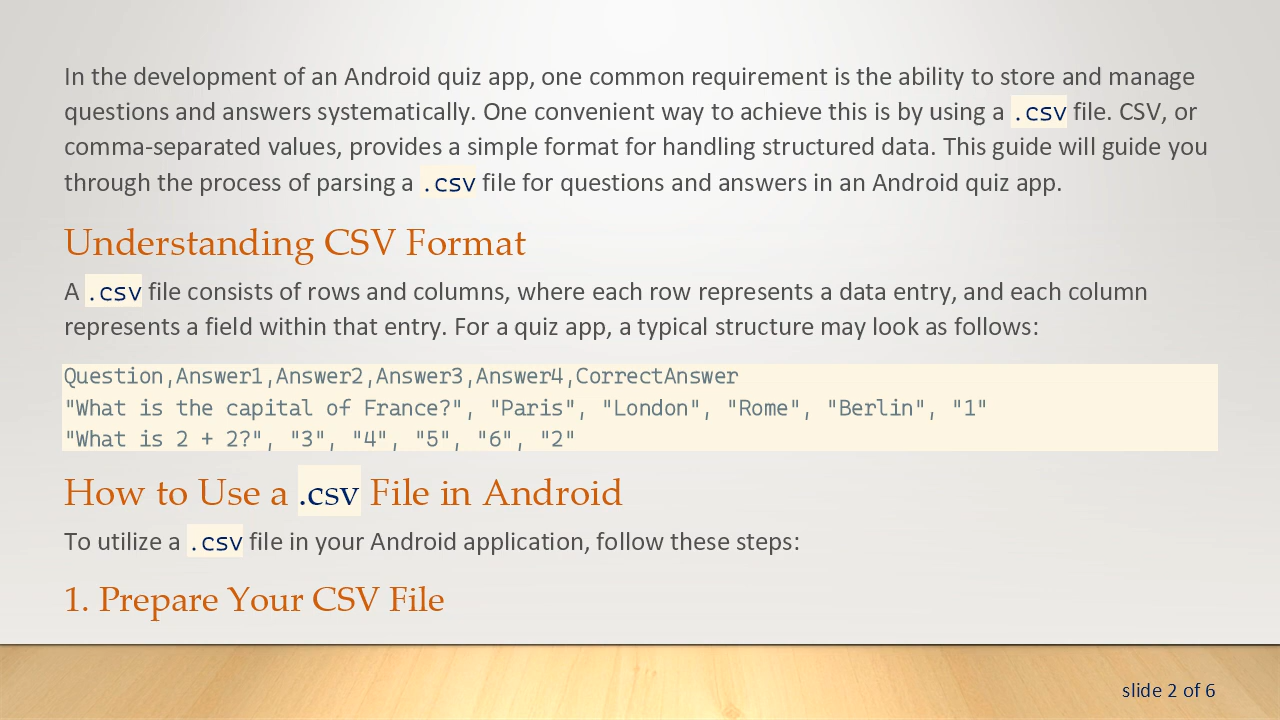 In the development of an Android quiz app, one common requirement is the ability to store and manage
questions and answers systematically. One convenient way to achieve this is by using a .csv file. CSV, or
comma-separated values, provides a simple format for handling structured data. This guide will guide you
through the process of parsing a .csv file for questions and answers in an Android quiz app.
Understanding CSV Format
A .csv file consists of rows and columns, where each row represents a data entry, and each column
represents a field within that entry. For a quiz app, a typical structure may look as follows:
Question,Answer1,Answer2,Answer3,Answer4,CorrectAnswer
"What is the capital of France?", "Paris", "London", "Rome", "Berlin", "1"
"What is 2 + 2?", "3", "4", "5", "6", "2"
How to Use a .csv File in Android
To utilize a .csv file in your Android application, follow these steps:
1. Prepare Your CSV File
slide 2 of 6